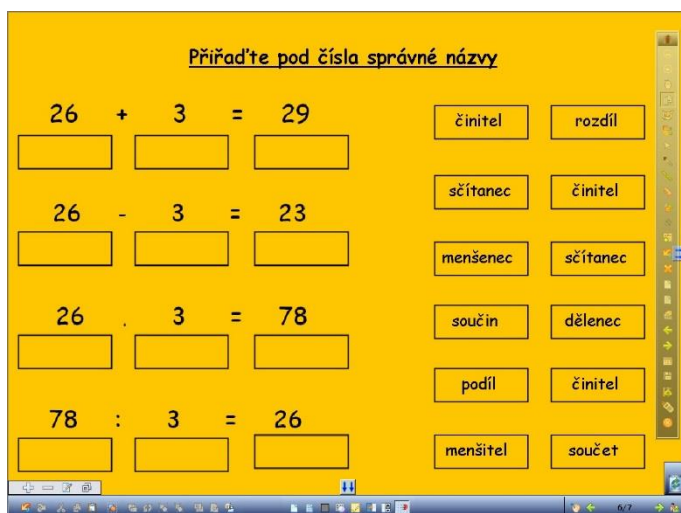 Přiřaďte pod čísla správné názvy
26 + 3 = 29
26 - 3 = 23
26 . 3 = 78
78 : 3 = 26
činitel rozdíl
sčítanec činitel
menšenec sčítanec
součin dělenec
podíl činitel
menšitel součet
6/7